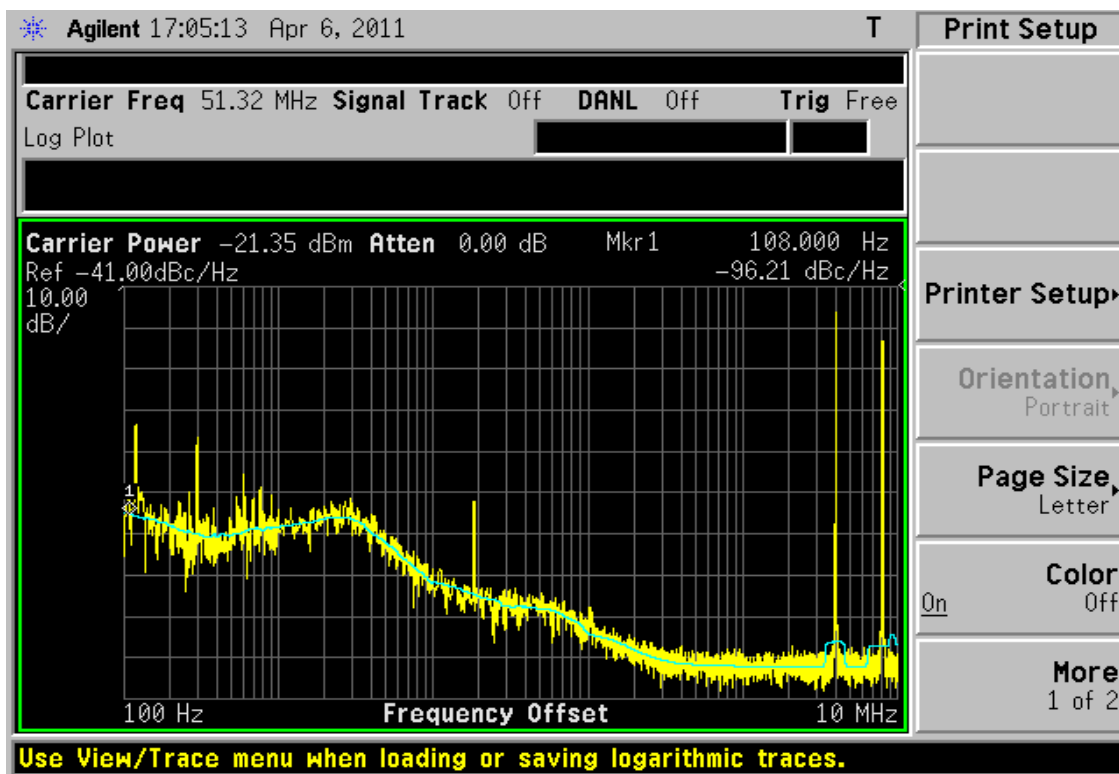 Agilent 17:05:13 Apr 6, 2011 T
Print Setup
Carrier Freq 51.32 MHz Signal Track Off DANL Off Trig Free
Log Plot
Carrier Power -21.35 dBm Atten 0.00 dB Mkr1 108.000 Hz
Ref -41.00dBc/Hz -96.21 dBc/Hz
10.00
dB/
1
100 Hz Frequency Offset 10 MHz
Printer Setup
Orientation
Portrait
Page Size
Letter
Color
On Off
More
1 of 2
Use View/Trace menu when loading or saving logarithmic traces.